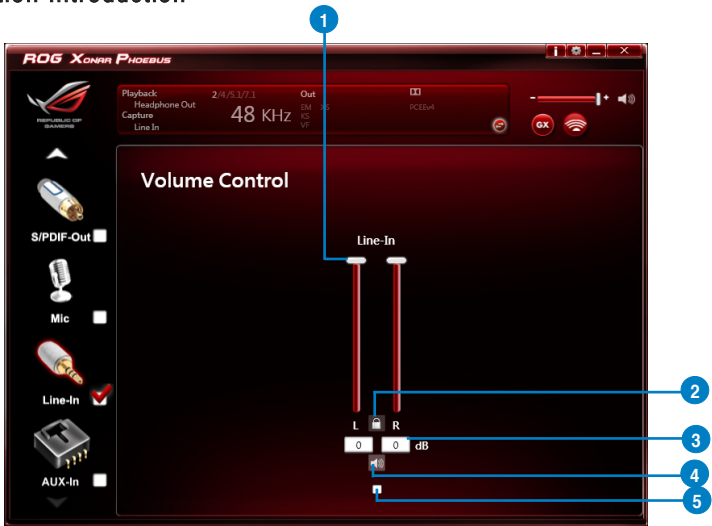 tion Introduction
1
ROG XONAR PHOEBUS
i
REPUBLIC OF
GAMERS
Playback 2/4/5.1/7.1 Out
Headphone Out
Capture
Line In
48 KHz
EM
KS
VF
PCEEv4
- +
GX
Volume Control
Line-In
S/PDIF-Out
Mic
Line-In
AUX-In
L R
0 0 dB
2
3
4
5